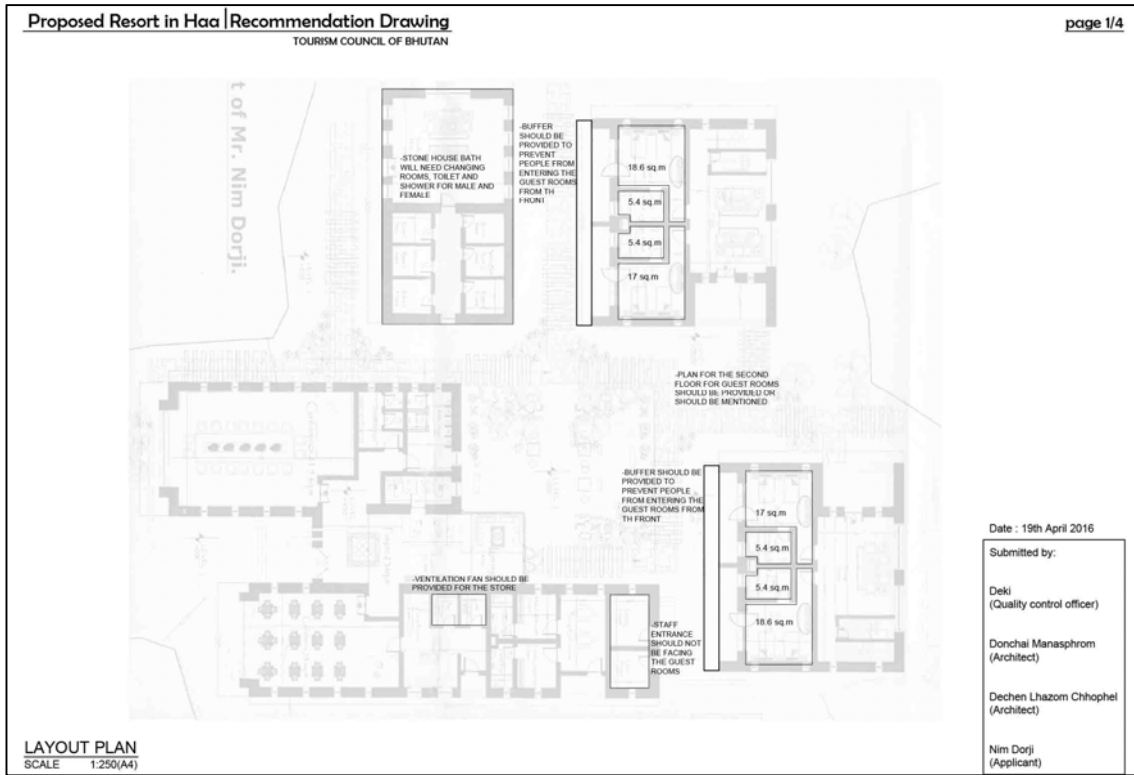 Proposed Resort in Haa | Recommendation Drawing
TOURISM COUNCIL OF BHUTAN
page 1/4
t of Mr. Nim Dorji.
-STONE HOUSE BATH
WILL NEED CHANGING
ROOMS, TOILET AND
SHOWER FOR MALE AND
FEMALE
-BUFFER
SHOULD BE
PROVIDED TO
PREVENT
PEOPLE FROM
ENTERING THE
GUEST ROOMS
FROM TH
FRONT
18.6 sq.m
5.4 sq.m
5.4 sq.m
17 sq.m
-PLAN FOR THE SECOND
FLOOR FOR GUEST ROOMS
SHOULD BE PROVIDED OR
SHOULD BE MENTIONED
-BUFFER SHOULD BE
PROVIDED TO
PREVENT PEOPLE
FROM ENTERING THE
GUEST ROOMS FROM
TH FRONT
17 sq.m
5.4 sq.m
5.4 sq.m
18.6 sq.m
-VENTILATION FAN SHOULD BE
PROVIDED FOR THE STORE
-STAFF
ENTRANCE
SHOULD NOT
BE FACING
THE GUEST
ROOMS
Date : 19th April 2016
Submitted by:
Deki
(Quality control officer)
Donchai Manasphrom
(Architect)
Dechen Lhazom Chhophel
(Architect)
Nim Dorji
(Applicant)
LAYOUT PLAN
SCALE 1:250(A4)